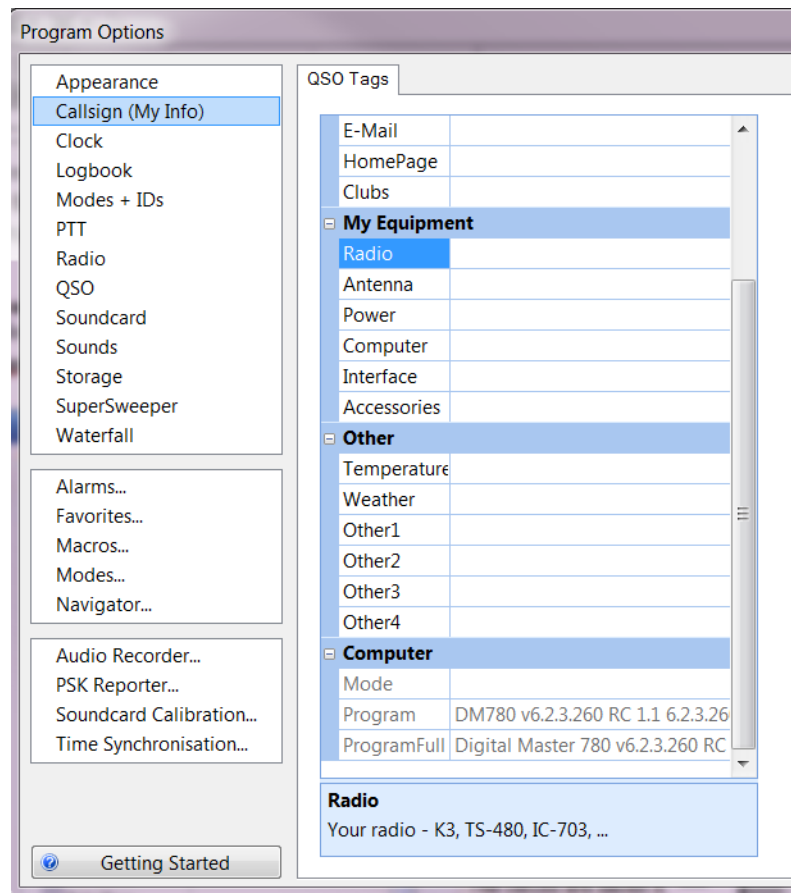 Program Options
Appearance
Callsign (My Info)
Clock
Logbook
Modes + IDs
PTT
Radio
QSO
Soundcard
Sounds
Storage
SuperSweeper
Waterfall
Alarms...
Favorites...
Macros...
Modes...
Navigator...
Audio Recorder...
PSK Reporter...
Soundcard Calibration...
Time Synchronisation...
Getting Started
QSO Tags
E-Mail
HomePage
Clubs
My Equipment
Radio
Antenna
Power
Computer
Interface
Accessories
Other
Temperature
Weather
Other1
Other2
Other3
Other4
Computer
Mode
Program DM780 v6.2.3.260 RC 1.1 6.2.3.26
ProgramFull Digital Master 780 v6.2.3.260 RC
Radio
Your radio - K3, TS-480, IC-703, ...